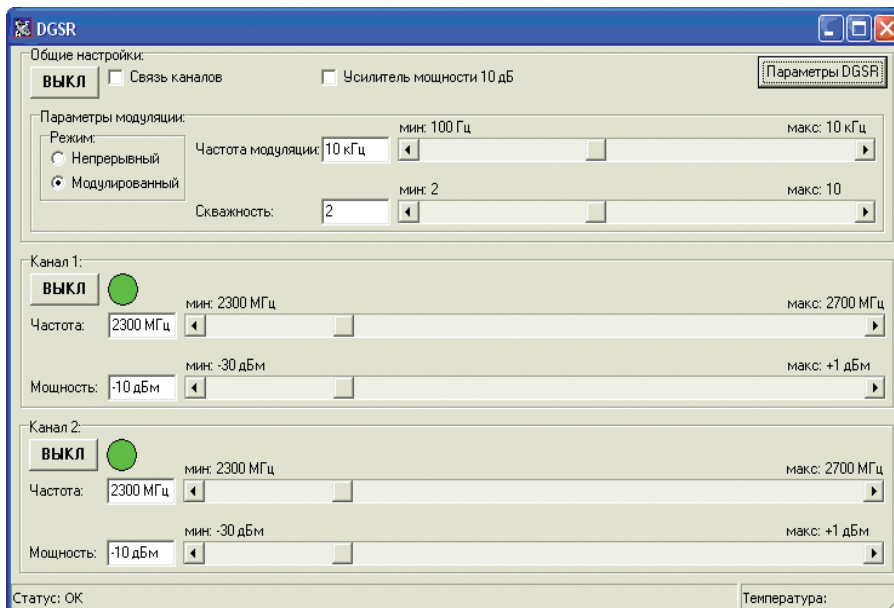 DGSR
Общие настройки:
ВЫКЛ Связь каналов Усилитель мощности 10 дБ Параметры DGSR
Параметры модуляции:
Режим:
Непрерывный
Модулированный
мин: 100 Гц макс: 10 кГц
Частота модуляции: 10 кГц
мин: 2 макс: 10
Скважность: 2
Канал 1:
ВЫКЛ
мин: 2300 МГц макс: 2700 МГц
Частота: 2300 МГц
мин: -30 дБм макс: +1 дБм
Мощность: -10 дБм
Канал 2:
ВЫКЛ
мин: 2300 МГц макс: 2700 МГц
Частота: 2300 МГц
мин: -30 дБм макс: +1 дБм
Мощность: -10 дБм
Статус: OK Температура: